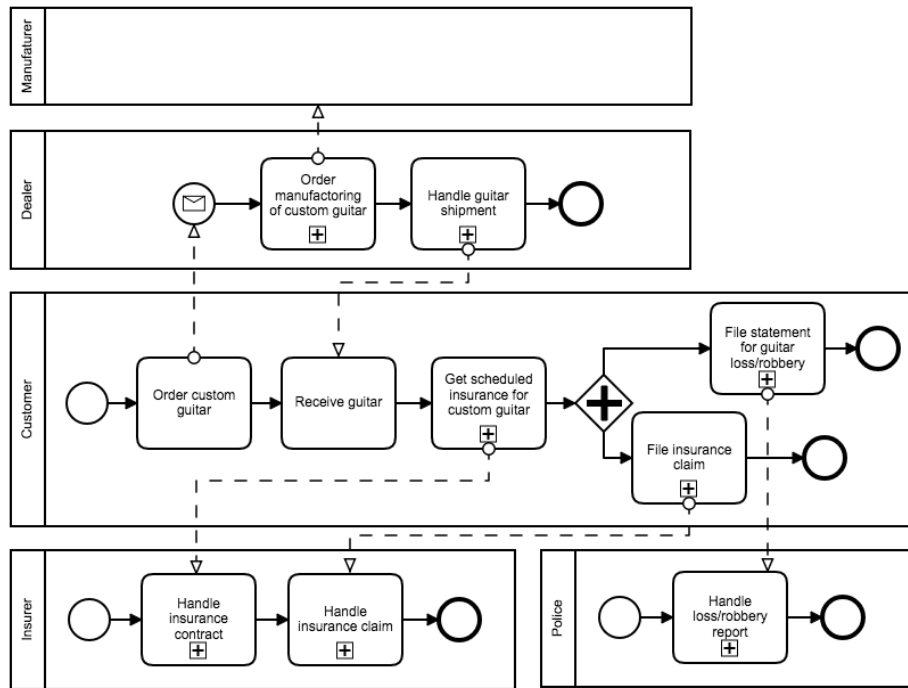 Manufaturer
Dealer
Order
manufactoring
of custom guitar
Handle guitar
shipment
Customer
Order custom
guitar
Receive guitar
Get scheduled
insurance for
custom guitar
File statement
for guitar
loss/robbery
File insurance
claim
Insurer
Handle
insurance
contract
Handle
insurance claim
Police
Handle
loss/robbery
report